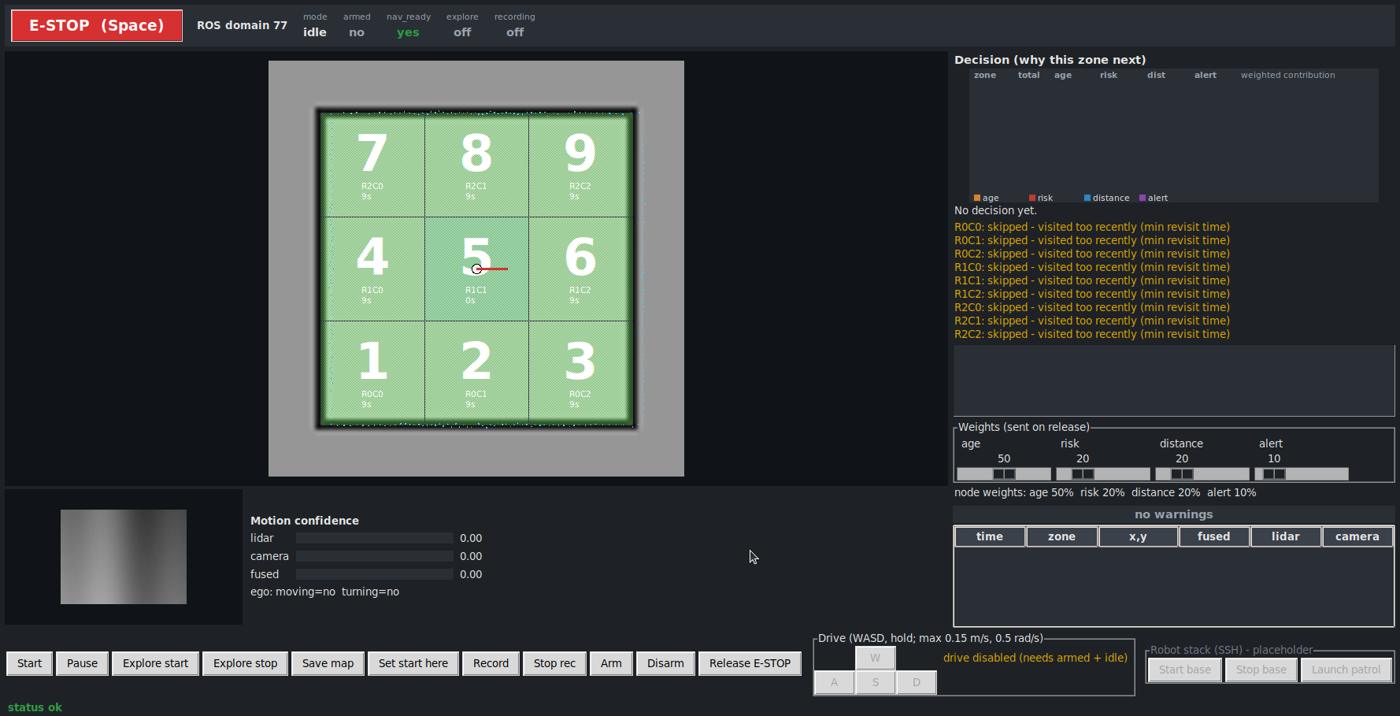 E-STOP (Space)
ROS domain 77
mode armed nav_ready explore recording
idle no yes off off
7
R2C0
9s
8
R2C1
9s
9
R2C2
9s
4
R1C0
9s
5
R1C1
0s
6
R1C2
9s
1
R0C0
9s
2
R0C1
9s
3
R0C2
9s
Decision (why this zone next)
zone total age risk dist alert weighted contribution
age risk distance alert
No decision yet.
R0C0: skipped - visited too recently (min revisit time)
R0C1: skipped - visited too recently (min revisit time)
R0C2: skipped - visited too recently (min revisit time)
R1C0: skipped - visited too recently (min revisit time)
R1C1: skipped - visited too recently (min revisit time)
R1C2: skipped - visited too recently (min revisit time)
R2C0: skipped - visited too recently (min revisit time)
R2C1: skipped - visited too recently (min revisit time)
R2C2: skipped - visited too recently (min revisit time)
Weights (sent on release)
age risk distance alert
50 20 20 10
node weights: age 50% risk 20% distance 20% alert 10%
no warnings
time zone x,y fused lidar camera
Motion confidence
lidar 0.00
camera 0.00
fused 0.00
ego: moving=no turning=no
Start Pause Explore start Explore stop Save map Set start here Record Stop rec Arm Disarm Release E-STOP
Drive (WASD, hold; max 0.15 m/s, 0.5 rad/s)
W drive disabled (needs armed + idle)
A S D
Robot stack (SSH) - placeholder
Start base Stop base Launch patrol
status ok